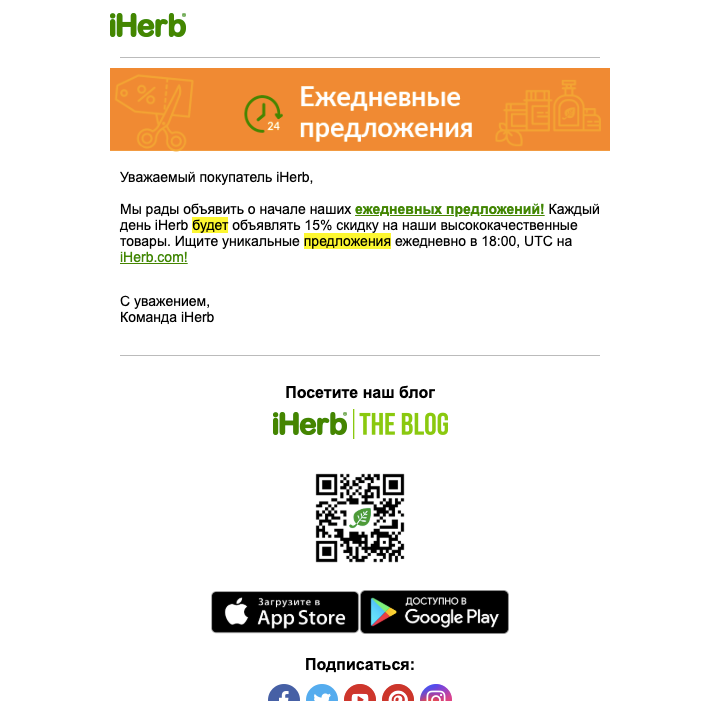 iHerb®
24
Ежедневные
предложения
Уважаемый покупатель iHerb,
Мы рады объявить о начале наших ежедневных предложений! Каждый
день iHerb будет объявлять 15% скидку на наши высококачественные
товары. Ищите уникальные предложения ежедневно в 18:00, UTC на
iHerb.com!
С уважением,
Команда iHerb
Посетите наш блог
iHerb® | THE BLOG
Загрузите в
App Store
ДОСТУПНО В
Google Play
Подписаться: